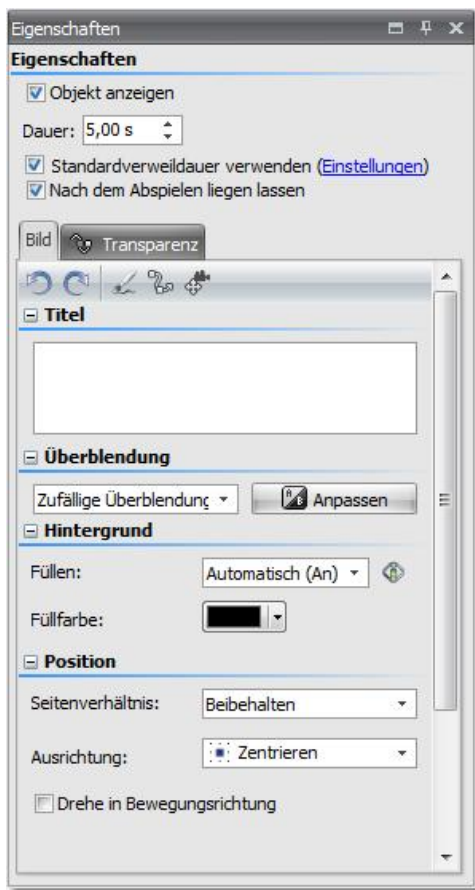 Eigenschaften
Eigenschaften
Objekt anzeigen
Dauer: 5,00 s
Standardverweildauer verwenden (Einstellungen)
Nach dem Abspielen liegen lassen
Bild Transparenz
Titel
Überblendung
Zufällige Überblendung Anpassen
Hintergrund
Füllen: Automatisch (An)
Füllfarbe:
Position
Seitenverhältnis: Beibehalten
Ausrichtung: Zentrieren
Drehe in Bewegungsrichtung